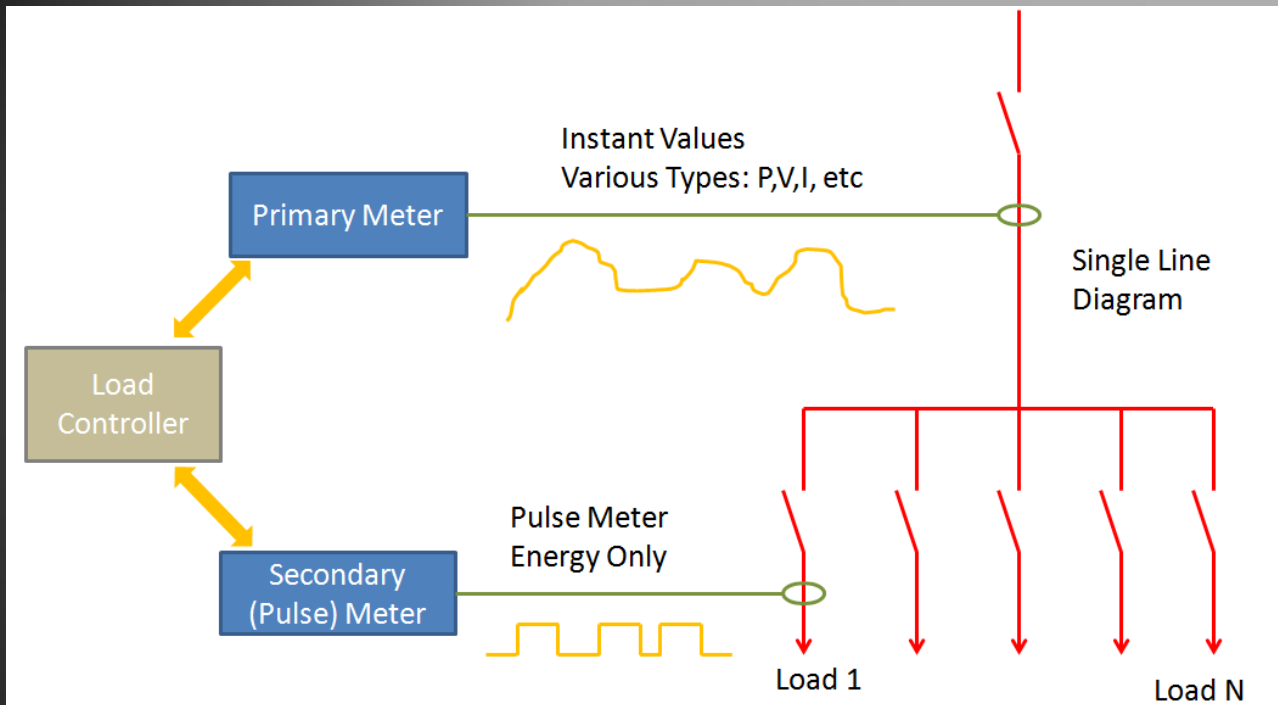 Instant Values
Various Types: P,V,I, etc
Primary Meter
Single Line
Diagram
Load
Controller
Pulse Meter
Energy Only
Secondary
(Pulse) Meter
Load 1
Load N